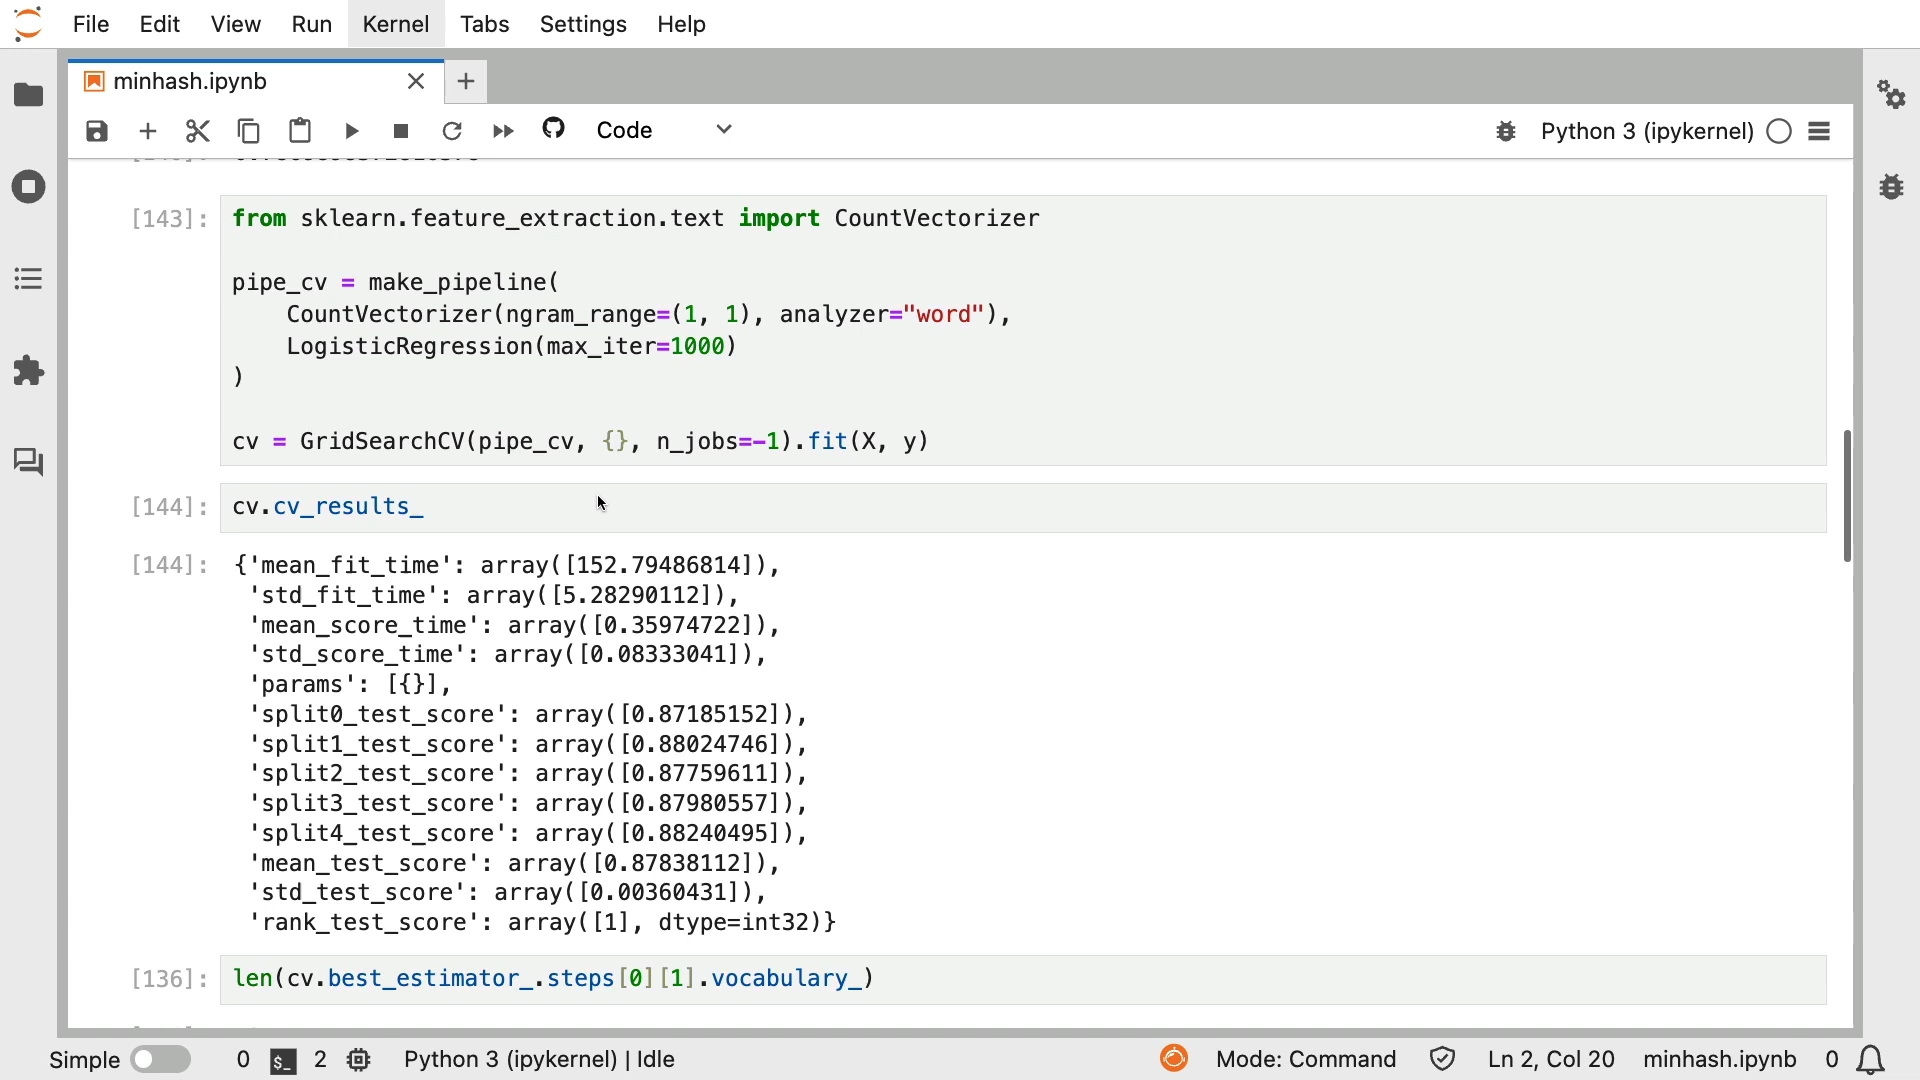 File Edit View Run Kernel Tabs Settings Help
minhash.ipynb
Code
Python 3 (ipykernel)
[143]: from sklearn.feature_extraction.text import CountVectorizer
pipe_cv = make_pipeline(
CountVectorizer(ngram_range=(1, 1), analyzer="word"),
LogisticRegression(max_iter=1000)
)
cv = GridSearchCV(pipe_cv, {}, n_jobs=-1).fit(X, y)
[144]: cv.cv_results_
[144]: {'mean_fit_time': array([152.79486814]),
'std_fit_time': array([5.28290112]),
'mean_score_time': array([0.35974722]),
'std_score_time': array([0.08333041]),
'params': [{}],
'split0_test_score': array([0.87185152]),
'split1_test_score': array([0.88024746]),
'split2_test_score': array([0.87759611]),
'split3_test_score': array([0.87980557]),
'split4_test_score': array([0.88240495]),
'mean_test_score': array([0.87838112]),
'std_test_score': array([0.00360431]),
'rank_test_score': array([1], dtype=int32)}
[136]: len(cv.best_estimator_.steps[0][1].vocabulary_)
Simple 0 $_ 2 Python 3 (ipykernel) | Idle Mode: Command Ln 2, Col 20 minhash.ipynb 0